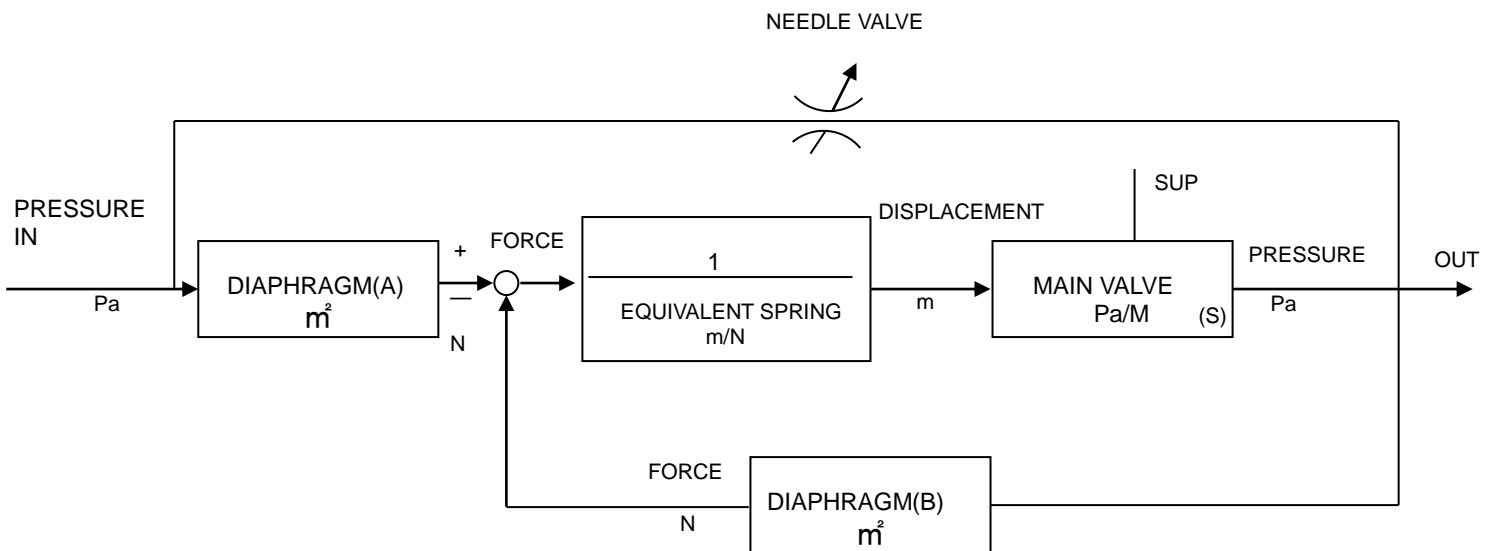 NEEDLE VALVE
SUP
PRESSURE
IN
DISPLACEMENT
+
FORCE
PRESSURE
OUT
DIAPHRAGM(A)
m²
1
EQUIVALENT SPRING
m/N
MAIN VALVE
Pa/M
(S)
Pa
—
N
m
Pa
FORCE
N
DIAPHRAGM(B)
m²